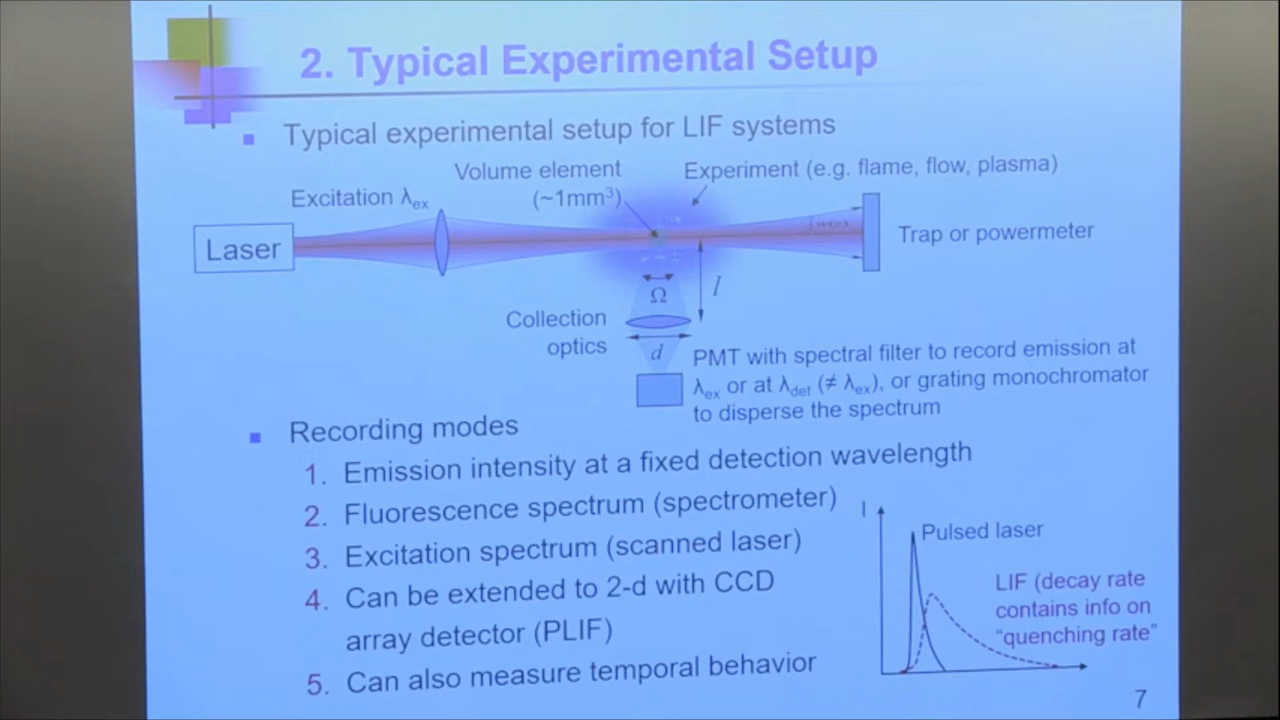 2. Typical Experimental Setup
Typical experimental setup for LIF systems
Volume element
(~1mm³)
Experiment (e.g. flame, flow, plasma)
Excitation λex
Laser
Trap or powermeter
Ω
l
Collection
optics
d
PMT with spectral filter to record emission at
λex or at λdet (≠ λex), or grating monochromator
to disperse the spectrum
Recording modes
1. Emission intensity at a fixed detection wavelength
2. Fluorescence spectrum (spectrometer)
3. Excitation spectrum (scanned laser)
4. Can be extended to 2-d with CCD
array detector (PLIF)
5. Can also measure temporal behavior
I
Pulsed laser
LIF (decay rate
contains info on
"quenching rate"
7